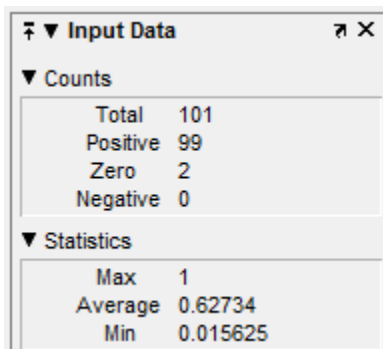 Input Data
Counts
Total 101
Positive 99
Zero 2
Negative 0
Statistics
Max 1
Average 0.62734
Min 0.015625